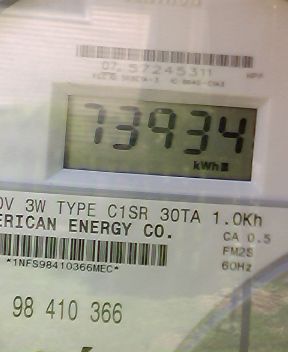 07. 57245311
73934
kWh
0V 3W TYPE C1SR 30TA 1.0Kh
ERICAN ENERGY CO.
CA 0.5
*1NFS98410366MEC*
FM2S
60Hz
98 410 366